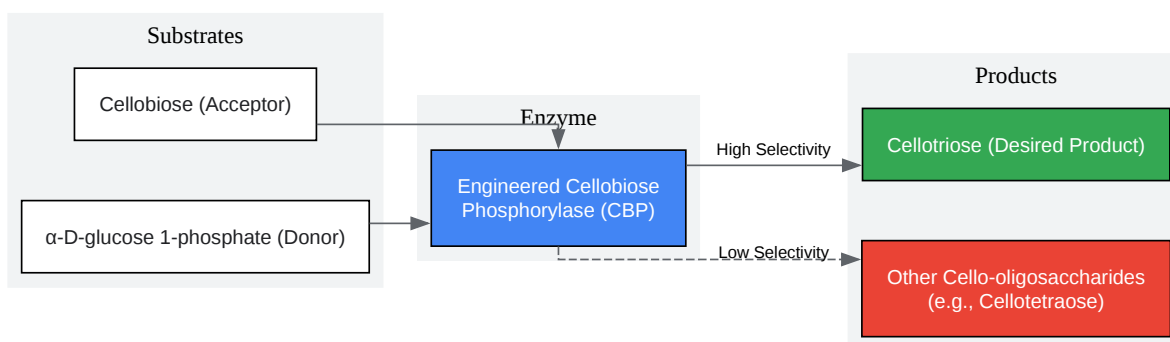 Substrates
Cellobiose (Acceptor)
α-D-glucose 1-phosphate (Donor)
Enzyme
Engineered Cellobiose
Phosphorylase (CBP)
High Selectivity
Low Selectivity
Products
Cellotriose (Desired Product)
Other Cello-oligosaccharides
(e.g., Cellotetraose)